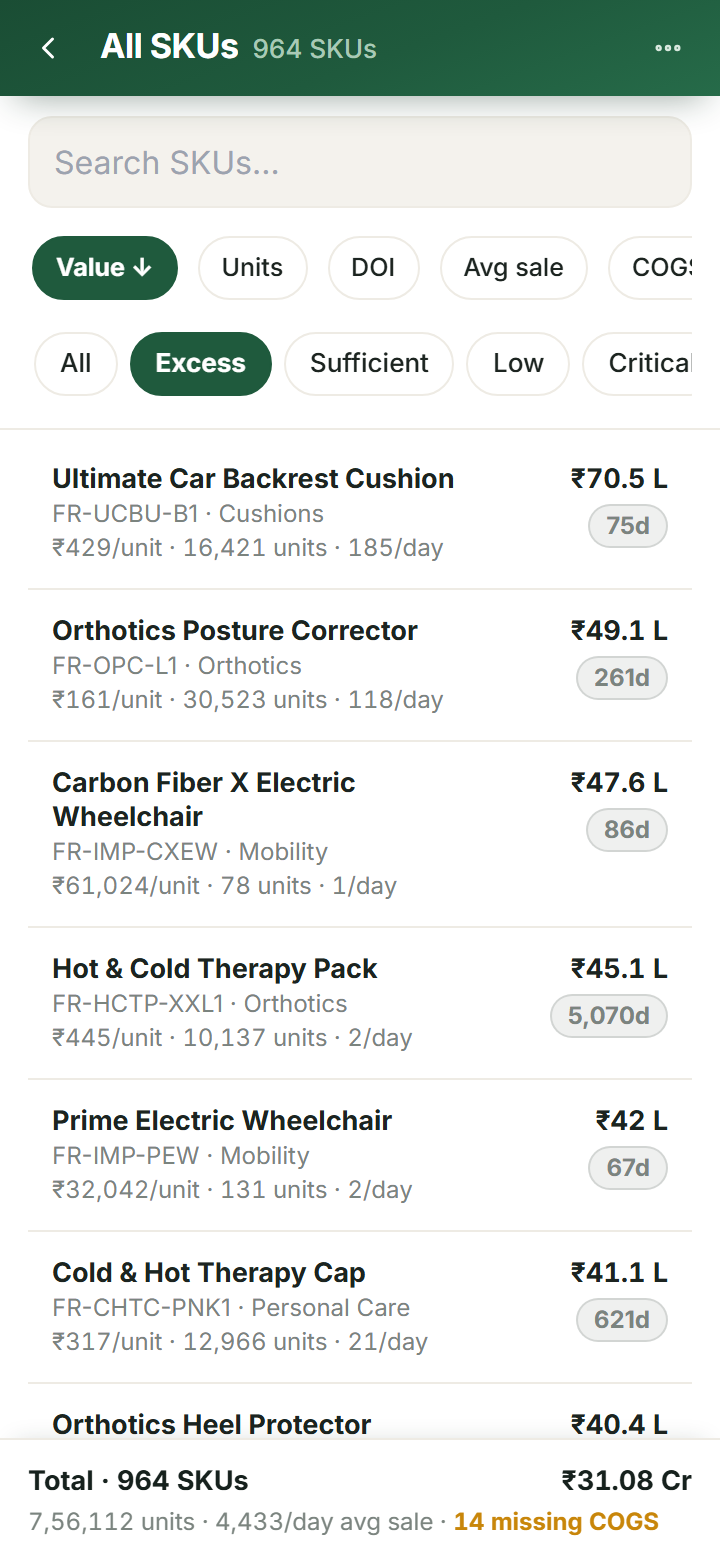 All SKUs 964 SKUs
Search SKUs...
Value ↓ Units DOI Avg sale COGS
All Excess Sufficient Low Critical
Ultimate Car Backrest Cushion ₹70.5 L
FR-UCBU-B1 · Cushions 75d
₹429/unit · 16,421 units · 185/day
Orthotics Posture Corrector ₹49.1 L
FR-OPC-L1 · Orthotics 261d
₹161/unit · 30,523 units · 118/day
Carbon Fiber X Electric ₹47.6 L
Wheelchair 86d
FR-IMP-CXEW · Mobility
₹61,024/unit · 78 units · 1/day
Hot & Cold Therapy Pack ₹45.1 L
FR-HCTP-XXL1 · Orthotics 5,070d
₹445/unit · 10,137 units · 2/day
Prime Electric Wheelchair ₹42 L
FR-IMP-PEW · Mobility 67d
₹32,042/unit · 131 units · 2/day
Cold & Hot Therapy Cap ₹41.1 L
FR-CHTC-PNK1 · Personal Care 621d
₹317/unit · 12,966 units · 21/day
Orthotics Heel Protector ₹40.4 L
Total · 964 SKUs ₹31.08 Cr
7,56,112 units · 4,433/day avg sale · 14 missing COGS